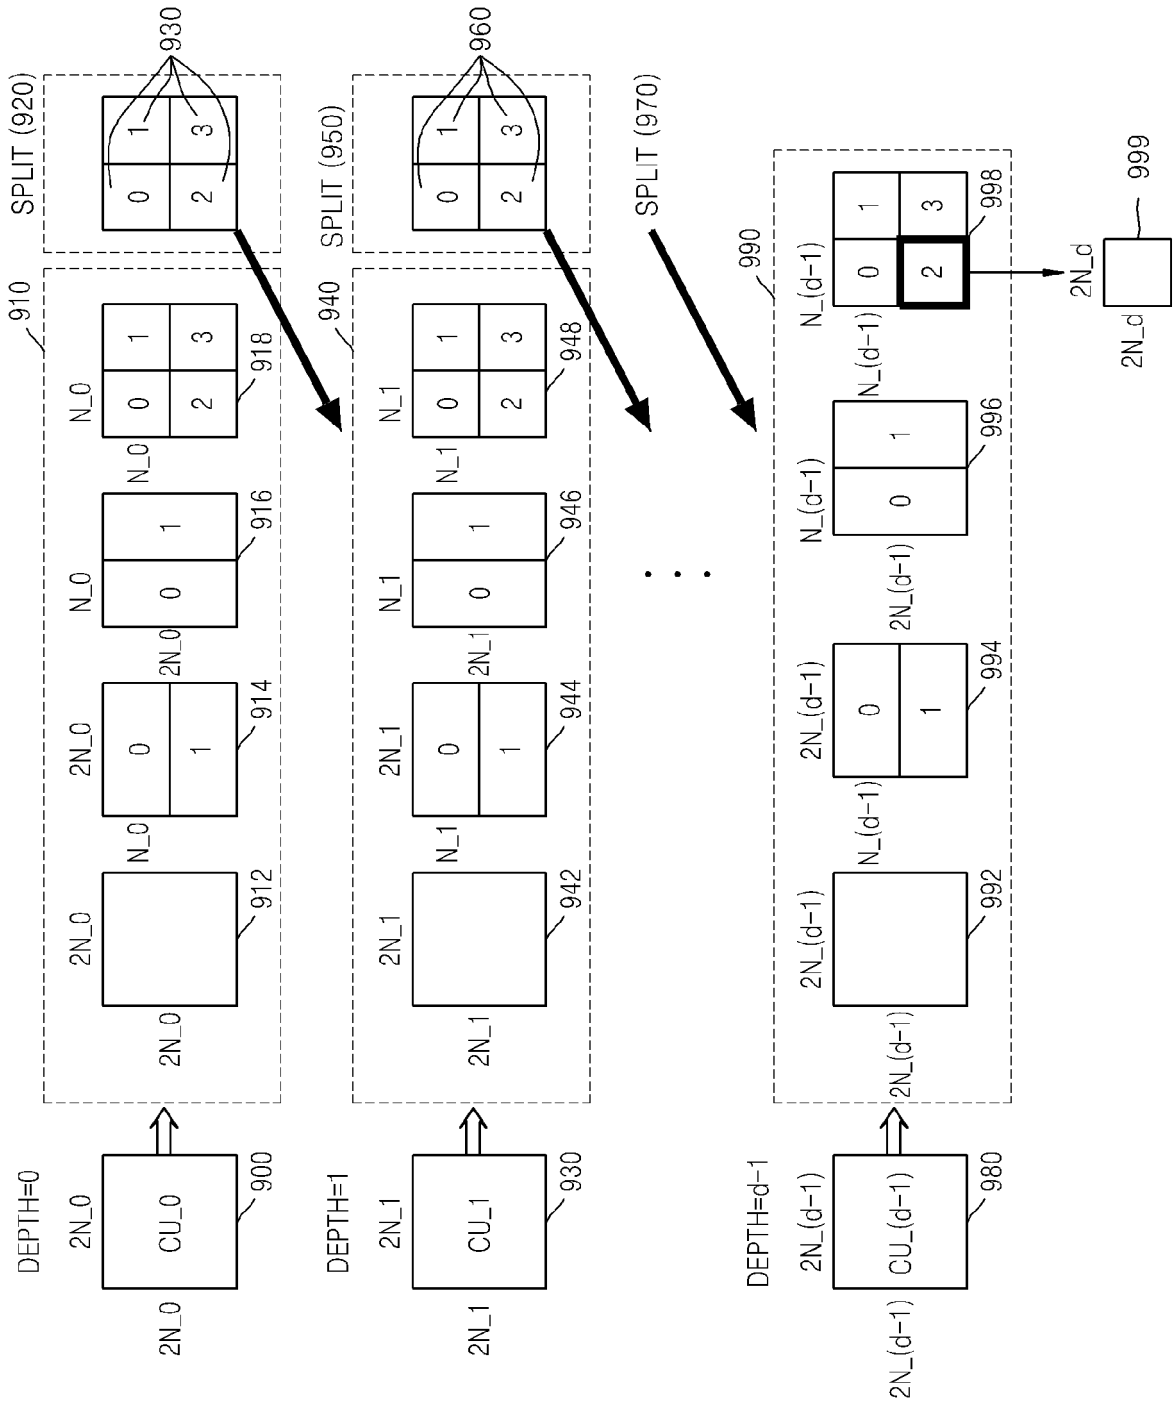 DEPTH=0
2N_0
2N_0
CU_0
900
910
2N_0
2N_0
912
2N_0
N_0
0
1
914
N_0
2N_0
0 1
916
N_0
N_0
0 1
2 3
918
SPLIT (920)
0 1
2 3
930
DEPTH=1
2N_1
2N_1
CU_1
930
940
2N_1
2N_1
942
2N_1
N_1
0
1
944
N_1
2N_1
0 1
946
N_1
N_1
0 1
2 3
948
SPLIT (950)
0 1
2 3
960
SPLIT (970)
. . .
DEPTH=d-1
2N_(d-1)
2N_(d-1)
CU_(d-1)
980
990
2N_(d-1)
2N_(d-1)
992
2N_(d-1)
N_(d-1)
0
1
994
N_(d-1)
2N_(d-1)
0 1
996
N_(d-1)
N_(d-1)
0 1
2 3
998
2N_d
2N_d
999